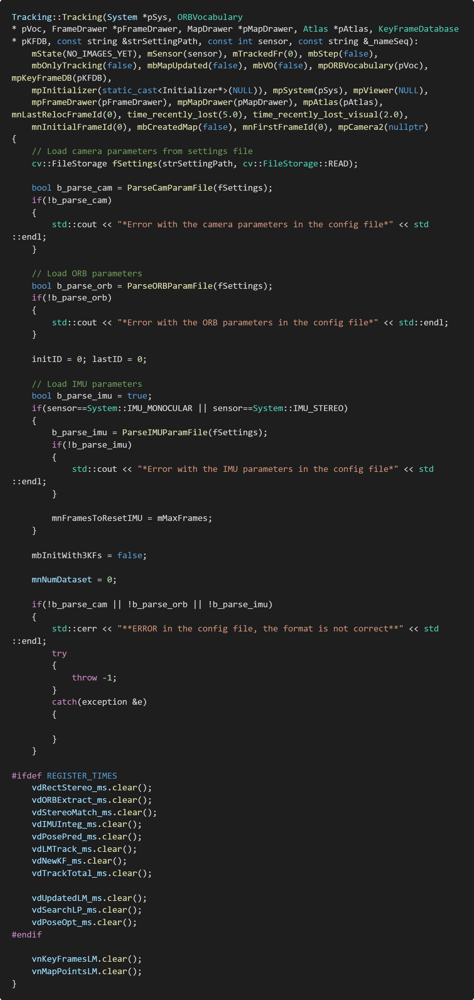 Tracking::Tracking(System *pSys, ORBVocabulary
* pVoc, FrameDrawer *pFrameDrawer, MapDrawer *pMapDrawer, Atlas *pAtlas, KeyFrameDatabase
* pKFDB, const string &strSettingPath, const int sensor, const string &_nameSeq):
    mState(NO_IMAGES_YET), mSensor(sensor), mTrackedFr(0), mbStep(false),
    mbOnlyTracking(false), mbMapUpdated(false), mbVO(false), mpORBVocabulary(pVoc),
mpKeyFrameDB(pKFDB),
    mpInitializer(static_cast<Initializer*>(NULL)), mpSystem(pSys), mpViewer(NULL),
    mpFrameDrawer(pFrameDrawer), mpMapDrawer(pMapDrawer), mpAtlas(pAtlas),
mnLastRelocFrameId(0), time_recently_lost(5.0), time_recently_lost_visual(2.0),
    mnInitialFrameId(0), mbCreatedMap(false), mnFirstFrameId(0), mpCamera2(nullptr)
{
    // Load camera parameters from settings file
    cv::FileStorage fSettings(strSettingPath, cv::FileStorage::READ);

    bool b_parse_cam = ParseCamParamFile(fSettings);
    if(!b_parse_cam)
    {
        std::cout << "*Error with the camera parameters in the config file*" << std
::endl;
    }

    // Load ORB parameters
    bool b_parse_orb = ParseORBParamFile(fSettings);
    if(!b_parse_orb)
    {
        std::cout << "*Error with the ORB parameters in the config file*" << std::endl;
    }

    initID = 0; lastID = 0;

    // Load IMU parameters
    bool b_parse_imu = true;
    if(sensor==System::IMU_MONOCULAR || sensor==System::IMU_STEREO)
    {
        b_parse_imu = ParseIMUParamFile(fSettings);
        if(!b_parse_imu)
        {
            std::cout << "*Error with the IMU parameters in the config file*" << std
::endl;
        }

        mnFramesToResetIMU = mMaxFrames;
    }

    mbInitWith3KFs = false;

    mnNumDataset = 0;

    if(!b_parse_cam || !b_parse_orb || !b_parse_imu)
    {
        std::cerr << "**ERROR in the config file, the format is not correct**" << std
::endl;
        try
        {
            throw -1;
        }
        catch(exception &e)
        {

        }
    }

#ifdef REGISTER_TIMES
    vdRectStereo_ms.clear();
    vdORBExtract_ms.clear();
    vdStereoMatch_ms.clear();
    vdIMUInteg_ms.clear();
    vdPosePred_ms.clear();
    vdLMTrack_ms.clear();
    vdNewKF_ms.clear();
    vdTrackTotal_ms.clear();

    vdUpdatedLM_ms.clear();
    vdSearchLP_ms.clear();
    vdPoseOpt_ms.clear();
#endif

    vnKeyFramesLM.clear();
    vnMapPointsLM.clear();
}